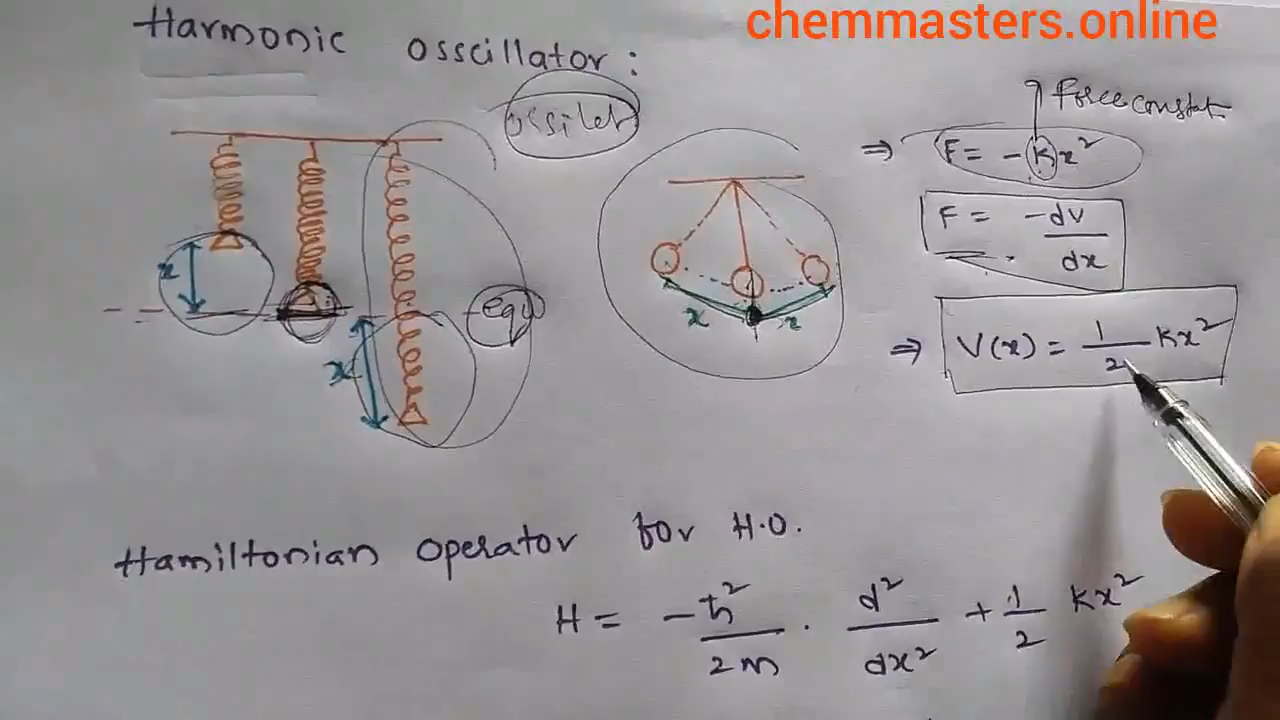 chemmasters.online
Harmonic Osscillator :
ossilet
Force constat
⇒ F = -kx²
F = -dv/dx
⇒ V(x) = 1/2 Kx²
x
equ
x
x x
Hamiltonian Operator for H.O.
H = -ħ²/2m · d²/dx² + 1/2 Kx²